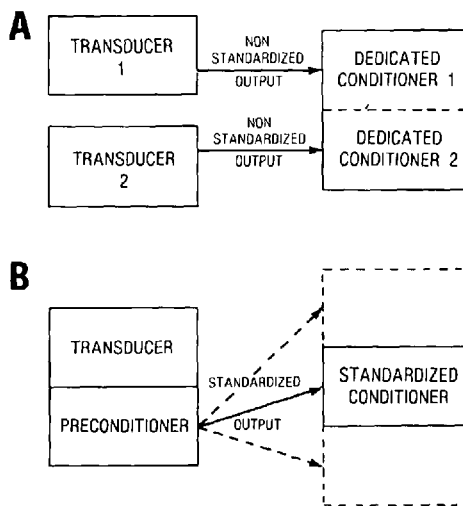 A
TRANSDUCER
1
NON
STANDARDIZED
OUTPUT
DEDICATED
CONDITIONER 1
TRANSDUCER
2
NON
STANDARDIZED
OUTPUT
DEDICATED
CONDITIONER 2
B
TRANSDUCER
PRECONDITIONER
STANDARDIZED
OUTPUT
STANDARDIZED
CONDITIONER